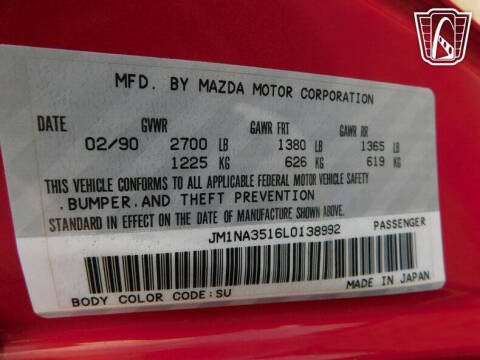 MFD. BY MAZDA MOTOR CORPORATION
DATE GVWR GAWR FRT GAWR RR
02/90 2700 LB 1380 LB 1365 LB
1225 KG 626 KG 619 KG
THIS VEHICLE CONFORMS TO ALL APPLICABLE FEDERAL MOTOR VEHICLE SAFETY
.BUMPER.AND THEFT PREVENTION
STANDARD IN EFFECT ON THE DATE OF MANUFACTURE SHOWN ABOVE.
JM1NA3516L0138992 PASSENGER
BODY COLOR CODE:SU MADE IN JAPAN